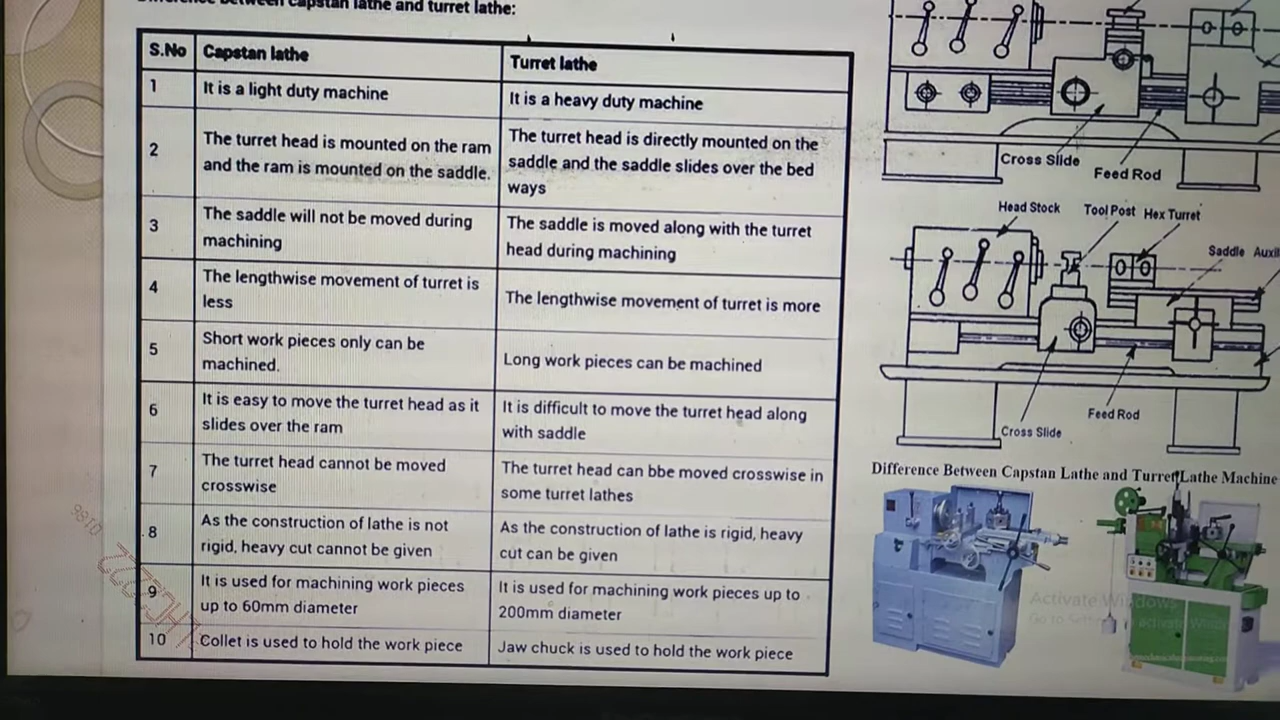 Difference between capstan lathe and turret lathe:
S.No Capstan lathe Turret lathe
1 It is a light duty machine It is a heavy duty machine
2 The turret head is mounted on the ram and the ram is mounted on the saddle. The turret head is directly mounted on the saddle and the saddle slides over the bed ways
3 The saddle will not be moved during machining The saddle is moved along with the turret head during machining
4 The lengthwise movement of turret is less The lengthwise movement of turret is more
5 Short work pieces only can be machined. Long work pieces can be machined
6 It is easy to move the turret head as it slides over the ram It is difficult to move the turret head along with saddle
7 The turret head cannot be moved crosswise The turret head can bbe moved crosswise in some turret lathes
8 As the construction of lathe is not rigid, heavy cut cannot be given As the construction of lathe is rigid, heavy cut can be given
9 It is used for machining work pieces up to 60mm diameter It is used for machining work pieces up to 200mm diameter
10 Collet is used to hold the work piece Jaw chuck is used to hold the work piece
Cross Slide
Feed Rod
Head Stock Tool Post Hex Turret
Saddle Auxil
Feed Rod
Cross Slide
Difference Between Capstan Lathe and Turret Lathe Machine
Activate Windows